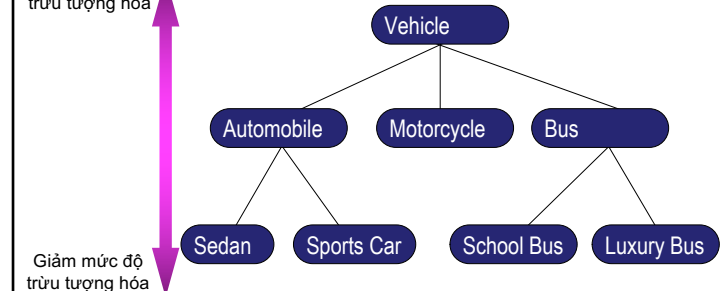 trừu tượng hóa
Vehicle
Automobile
Motorcycle
Bus
Sedan
Sports Car
School Bus
Luxury Bus
Giảm mức độ
trừu tượng hóa